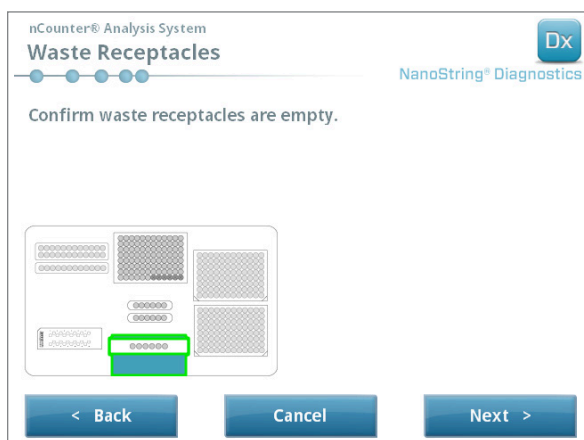 nCounter® Analysis System
Waste Receptacles
Dx
NanoString® Diagnostics
Confirm waste receptacles are empty.
< Back
Cancel
Next >